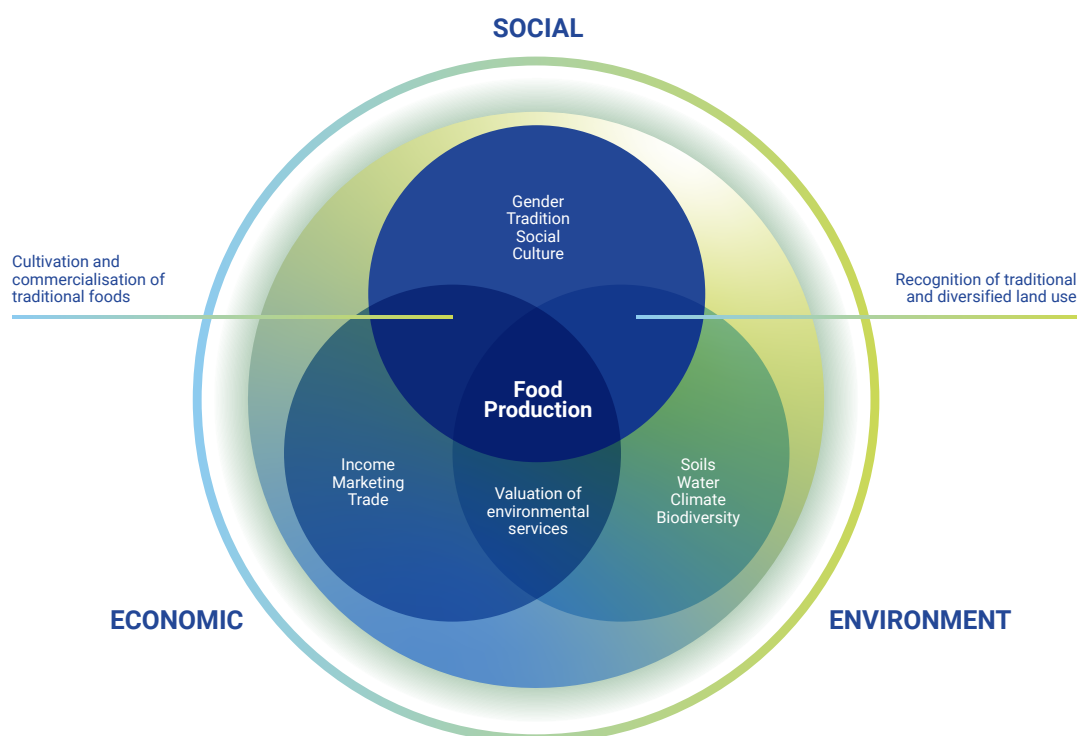 SOCIAL
Gender
Tradition
Social
Culture
Cultivation and
commercialisation of
traditional foods
Recognition of traditional
and diversified land use
Food
Production
Income
Marketing
Trade
Valuation of
environmental
services
Soils
Water
Climate
Biodiversity
ECONOMIC
ENVIRONMENT